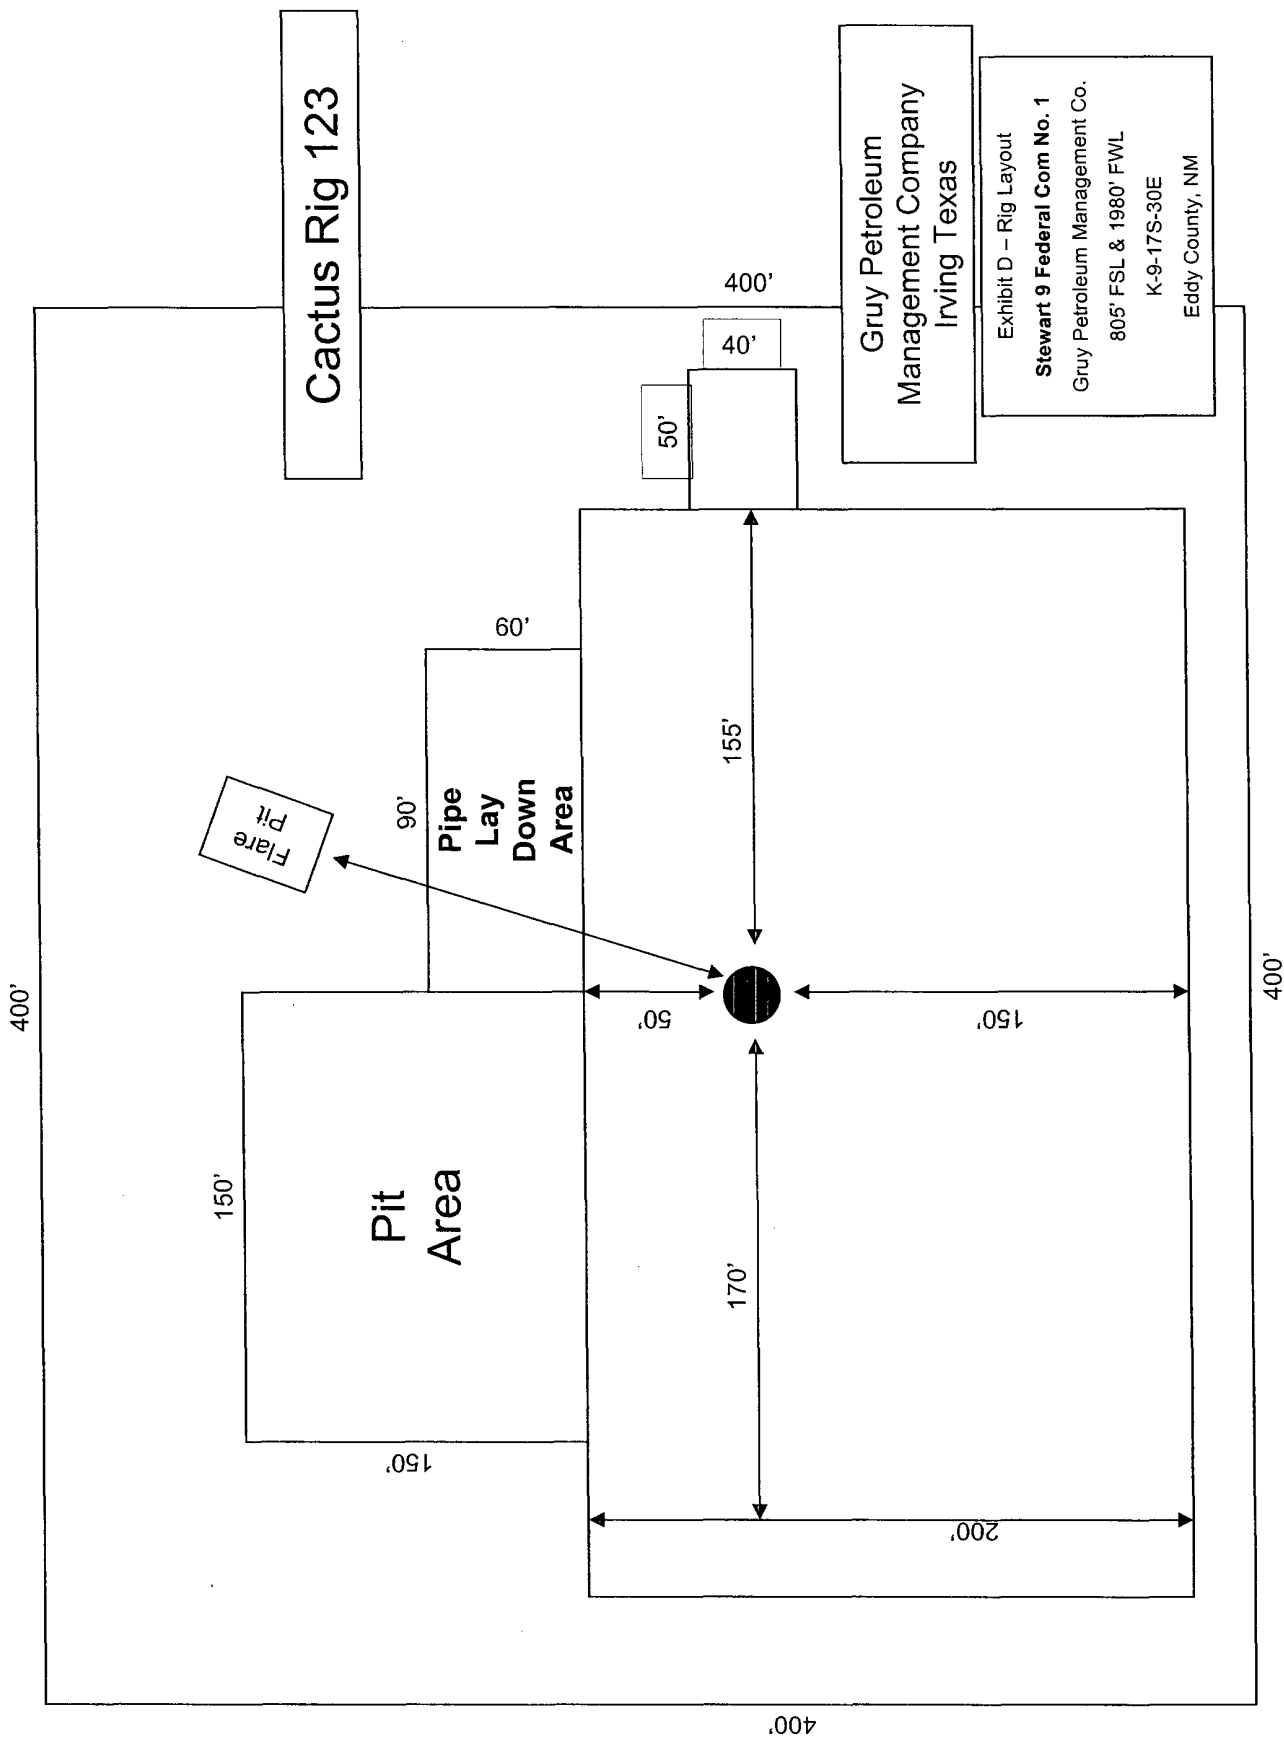 400'
150'
Flare
Pit
Cactus Rig 123
Pit
Area
150'
90'
Pipe
Lay
Down
Area
60'
50'
50'
170'
155'
40'
400'
400'
Gruy Petroleum
Management Company
Irving Texas
200'
150'
Exhibit D – Rig Layout
Stewart 9 Federal Com No. 1
Gruy Petroleum Management Co.
805' FSL & 1980' FWL
K-9-17S-30E
Eddy County, NM
400'